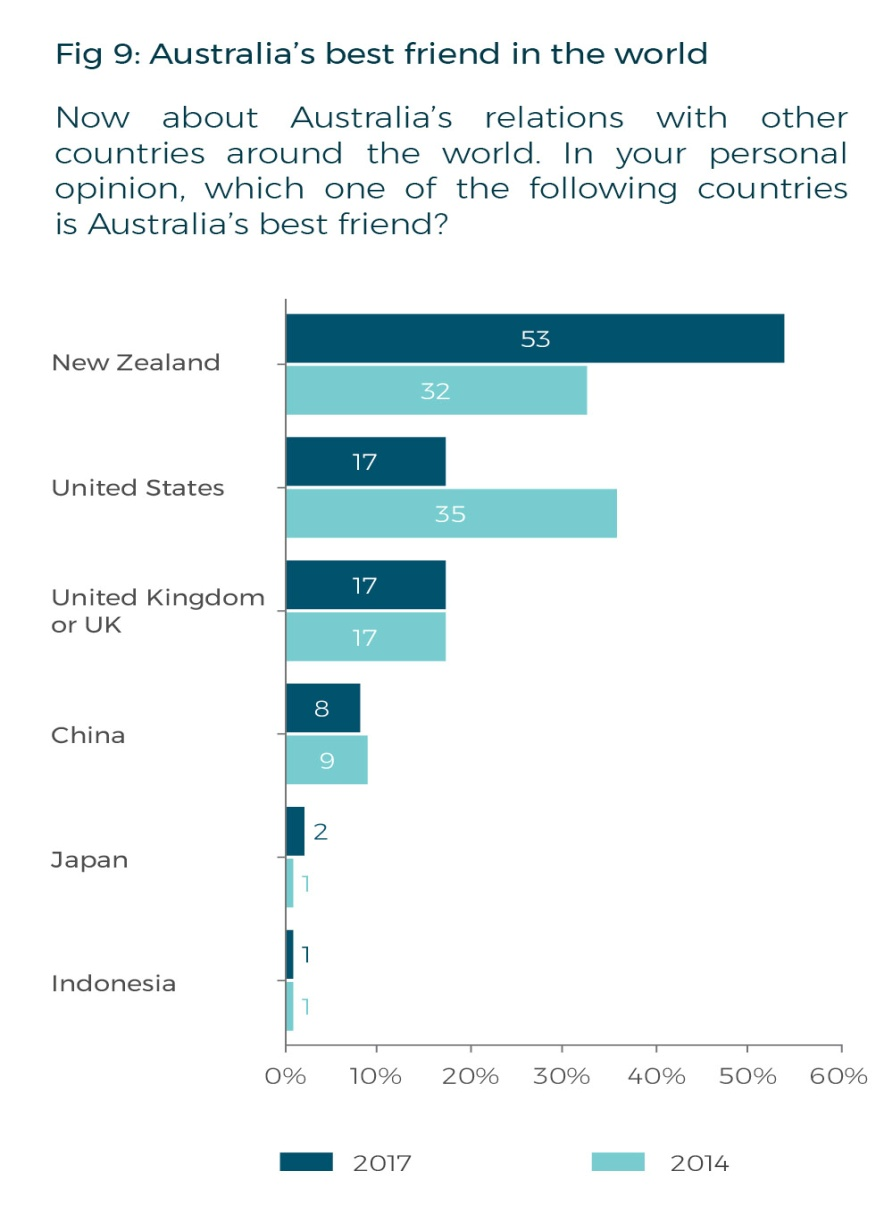 Fig 9: Australia’s best friend in the world
Now about Australia’s relations with other
countries around the world. In your personal
opinion, which one of the following countries
is Australia’s best friend?
New Zealand
53
32
United States
17
35
United Kingdom
or UK
17
17
China
8
9
Japan
2
1
Indonesia
1
1
0% 10% 20% 30% 40% 50% 60%
2017 2014